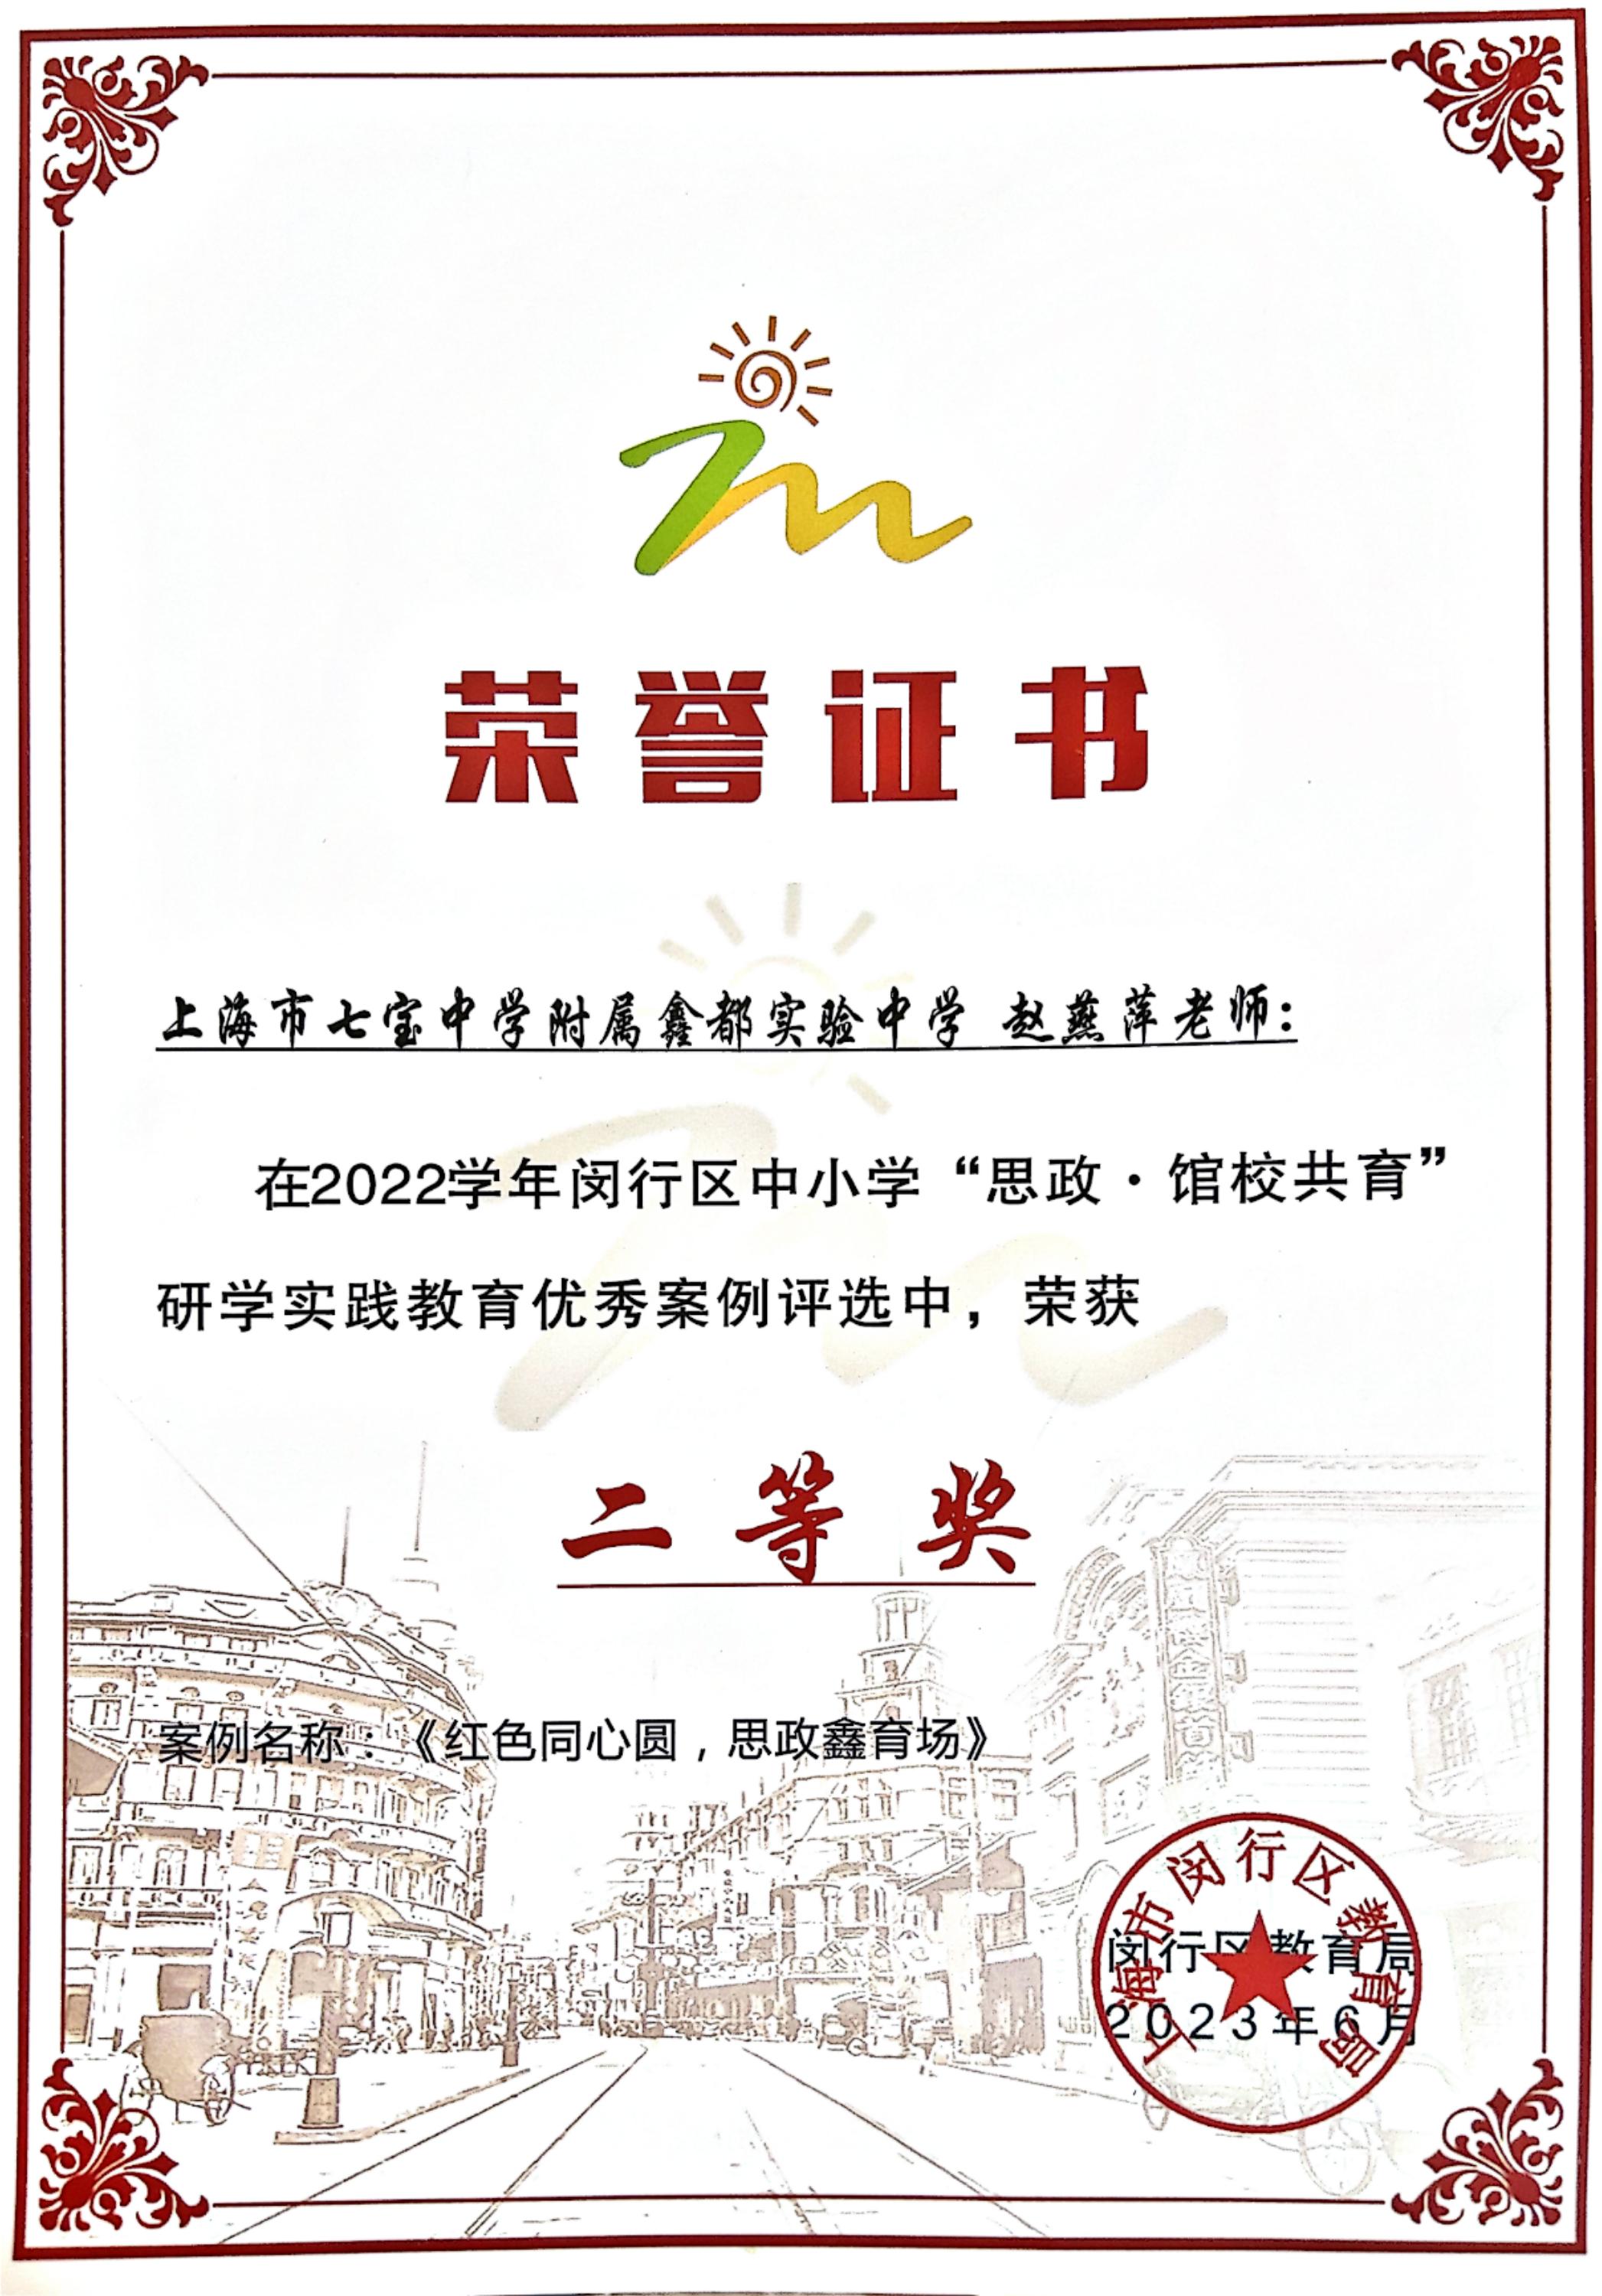 荣誉证书
上海市七宝中学附属鑫都实验中学 赵燕萍老师：
在2022学年闵行区中小学“思政·馆校共育”
研学实践教育优秀案例评选中，荣获
二等奖
案例名称：《红色同心圆，思政鑫育场》
上海市闵行区教育局
闵行区教育局
2023年6月